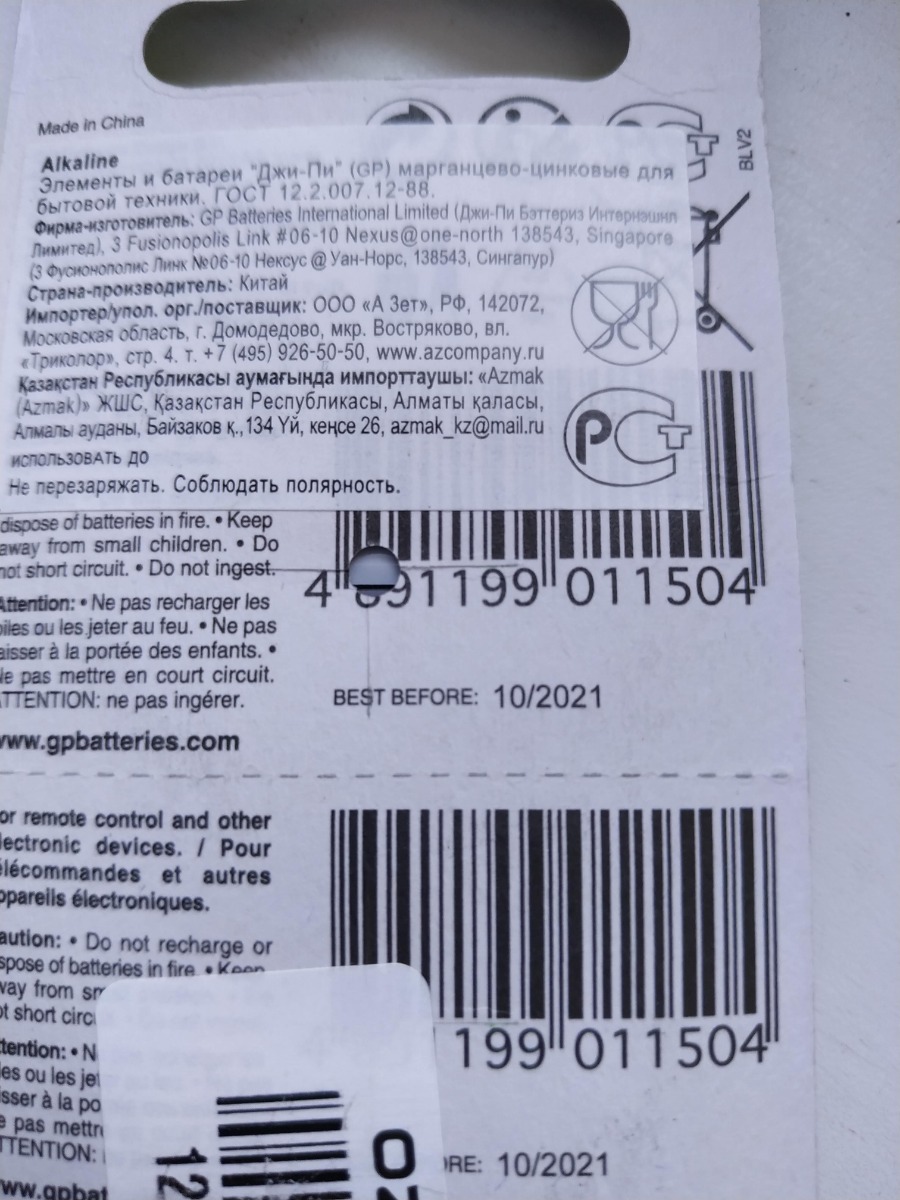 Made in China
BLV2
Alkaline
Элементы и батареи "Джи-Пи" (GP) марганцево-цинковые для
бытовой техники. ГОСТ 12.2.007.12-88.
Фирма-изготовитель: GP Batteries International Limited (Джи-Пи Бэттериз Интернэшнл
Лимитед), 3 Fusionopolis Link #06-10 Nexus@one-north 138543, Singapore
(3 Фусионополис Линк №06-10 Нексус @ Уан-Норс, 138543, Сингапур)
Страна-производитель: Китай
Импортер/упол. орг./поставщик: ООО «А Зет», РФ, 142072,
Московская область, г. Домодедово, мкр. Востряково, вл.
«Триколор», стр. 4. т. +7 (495) 926-50-50, www.azcompany.ru
Қазақстан Республикасы аумағында импорттаушы: «Azmak
(Azmak)» ЖШС, Қазақстан Республикасы, Алматы қаласы,
Алмалы ауданы, Байзаков қ.,134 Үй, кеңсе 26, azmak_kz@mail.ru
ИСПОЛЬЗОВАТЬ ДО
Не перезаряжать. Соблюдать полярность.
РСТ
dispose of batteries in fire. • Keep
away from small children. • Do
not short circuit. • Do not ingest.
Attention: • Ne pas recharger les
piles ou les jeter au feu. • Ne pas
laisser à la portée des enfants. •
Ne pas mettre en court circuit.
ATTENTION: ne pas ingérer.
www.gpbatteries.com
4 891199 011504
BEST BEFORE: 10/2021
or remote control and other
electronic devices. / Pour
élécommandes et autres
appareils électroniques.
aution: • Do not recharge or
spose of batteries in fire. • Keep
way from sm
ot short circu
ttention: • N
les ou les jet
isser à la po
e pas mettr
TTENTION:
ww.gpbat
199 011504
RE: 10/2021
12